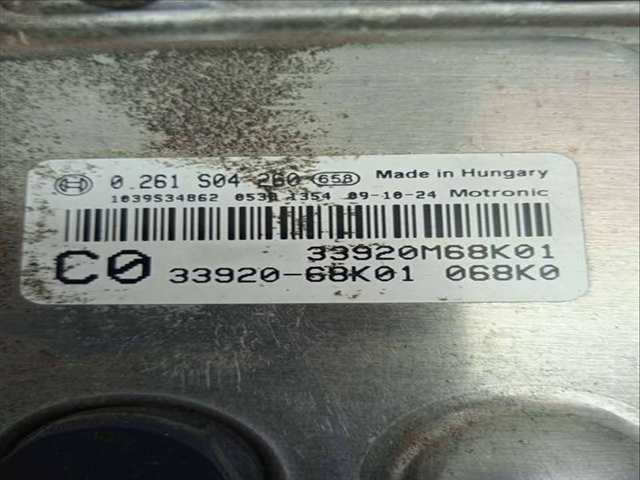 0 261 S04 260 658 Made in Hungary
1039S34862 1354 09-10-24 Motronic
33920M68K01
C0 33920-68K01 068K0